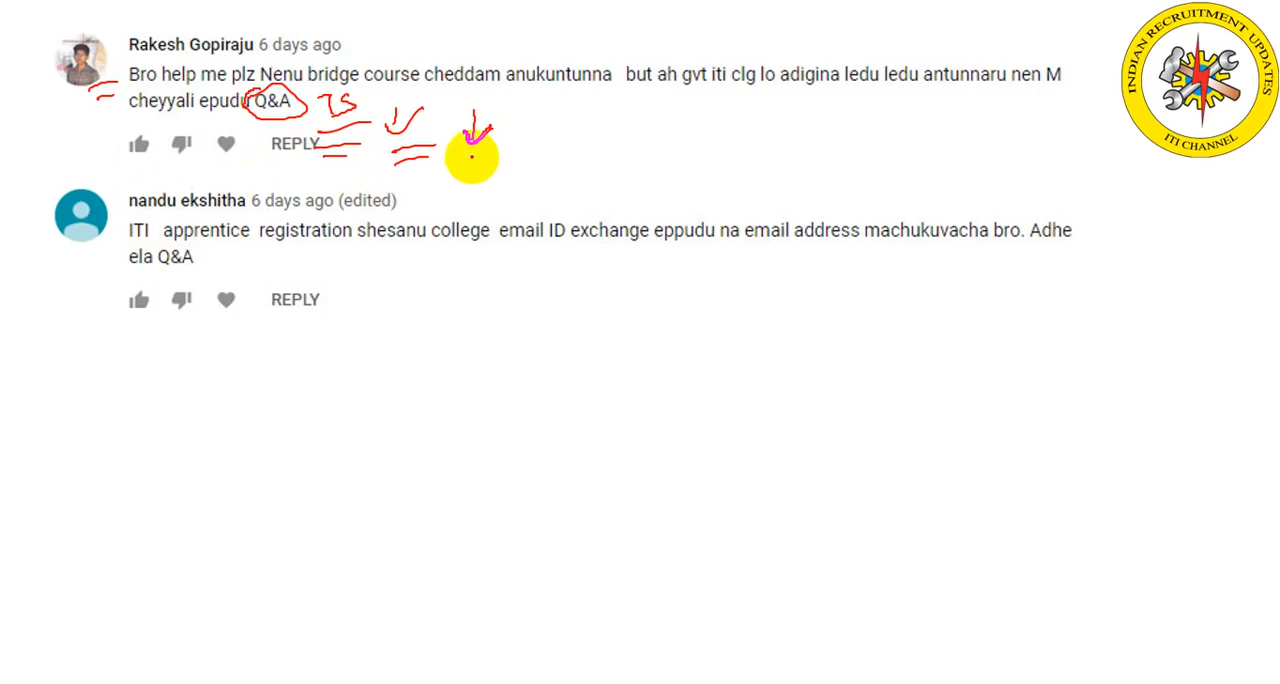 Rakesh Gopiraju 6 days ago
Bro help me plz Nenu bridge course cheddam anukuntunna but ah gvt iti clg lo adigina ledu ledu antunnaru nen M
cheyyali epudu Q&A
TS
REPLY
nandu ekshitha 6 days ago (edited)
ITI apprentice registration shesanu college email ID exchange eppudu na email address machukuvacha bro. Adhe
ela Q&A
REPLY
INDIAN RECRUITMENT UPDATES
ITI CHANNEL